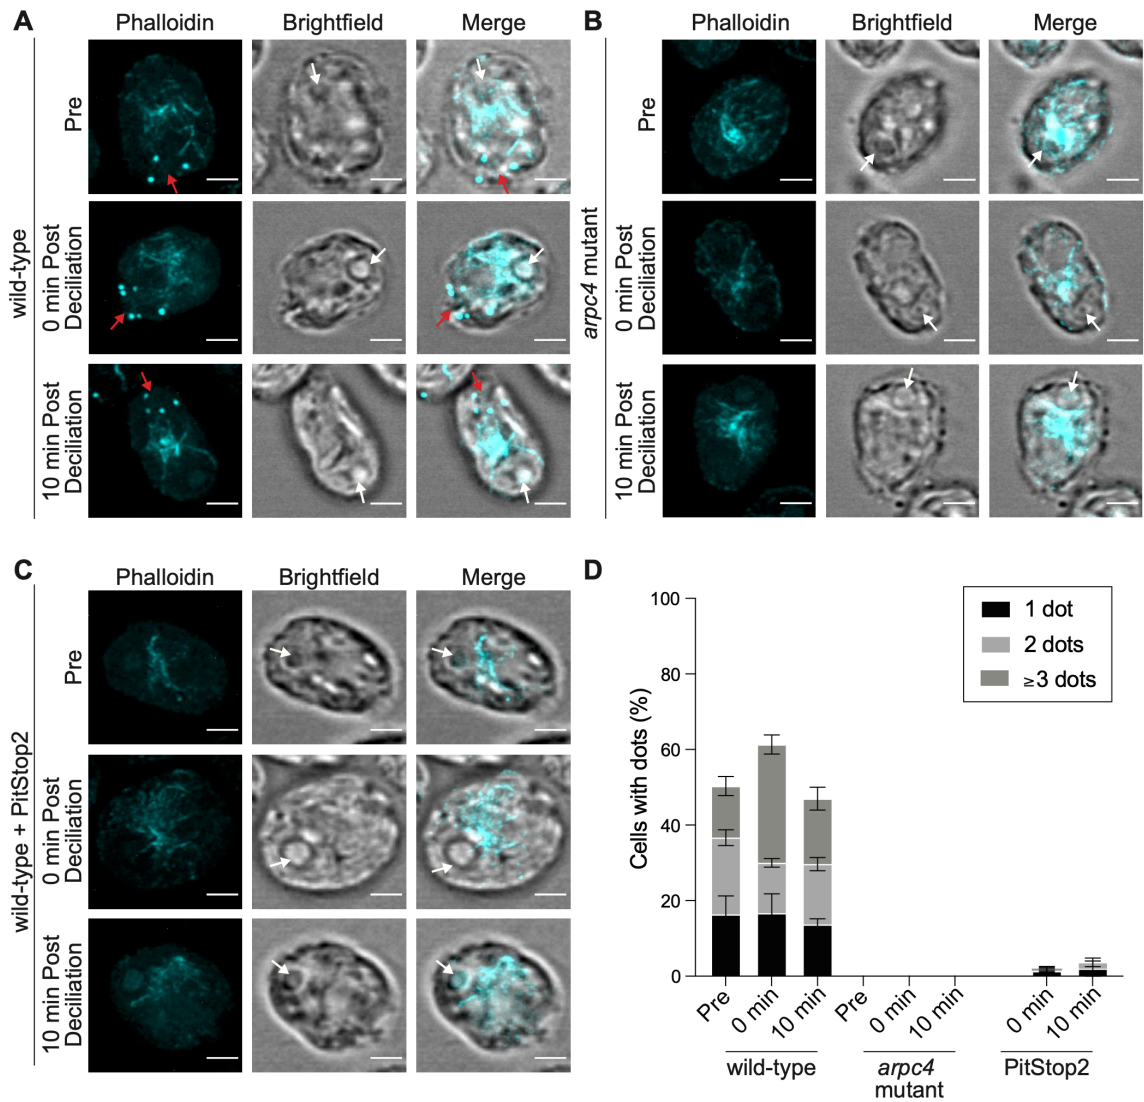 A
Phalloidin Brightfield Merge
wild-type
Pre
0 min Post
Deciliation
10 min Post
Deciliation
B
Phalloidin Brightfield Merge
arpc4 mutant
Pre
0 min Post
Deciliation
10 min Post
Deciliation
C
Phalloidin Brightfield Merge
wild-type + PitStop2
Pre
0 min Post
Deciliation
10 min Post
Deciliation
D
Cells with dots (%)
100
80
60
40
20
0
1 dot
2 dots
≥3 dots
Pre 0 min 10 min Pre 0 min 10 min 0 min 10 min
wild-type arpc4 PitStop2
mutant